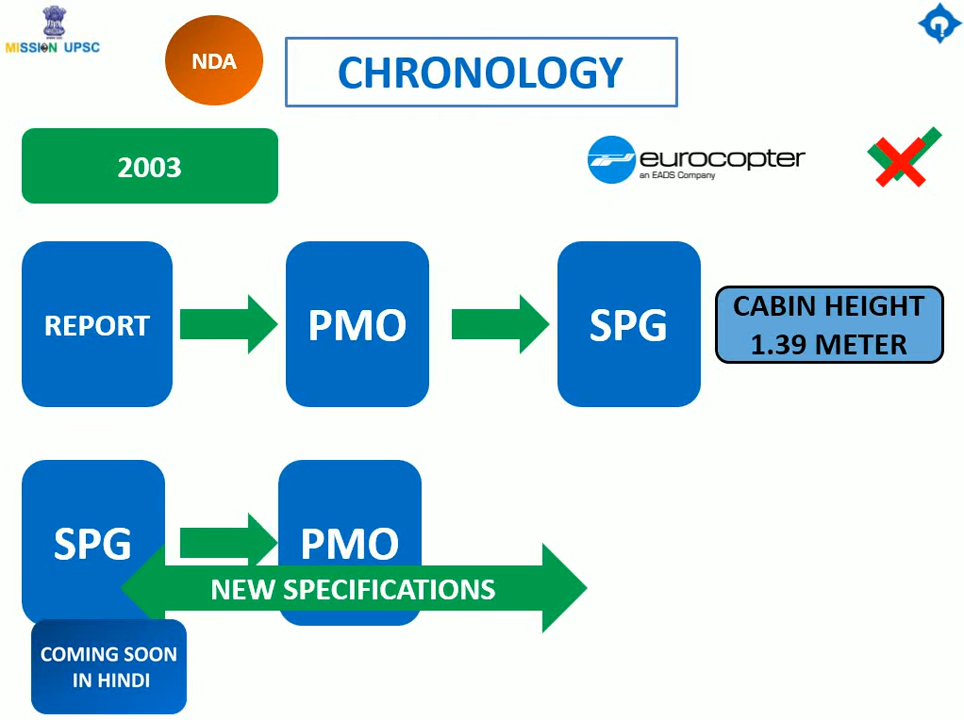 MISSION UPSC
NDA
CHRONOLOGY
2003
eurocopter
an EADS Company
REPORT
PMO
SPG
CABIN HEIGHT
1.39 METER
SPG
PMO
NEW SPECIFICATIONS
COMING SOON
IN HINDI